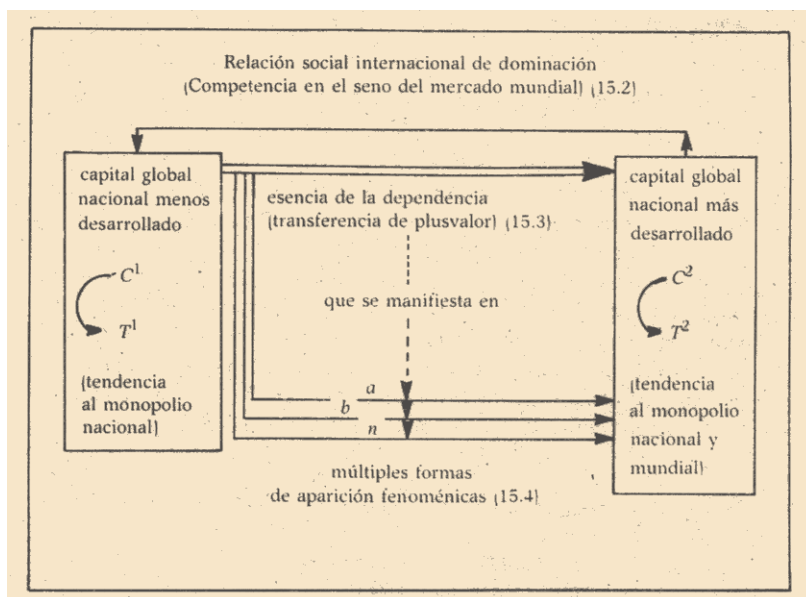 Relación social internacional de dominación
(Competencia en el seno del mercado mundial) (15.2)
capital global
nacional menos
desarrollado
C¹
T¹
(tendencia
al monopolio
nacional)
esencia de la dependencia
(transferencia de plusvalor) (15.3)
que se manifiesta en
a
b
n
múltiples formas
de aparición fenoménicas (15.4)
capital global
nacional más
desarrollado
C²
T²
(tendencia
al monopolio
nacional y
mundial)